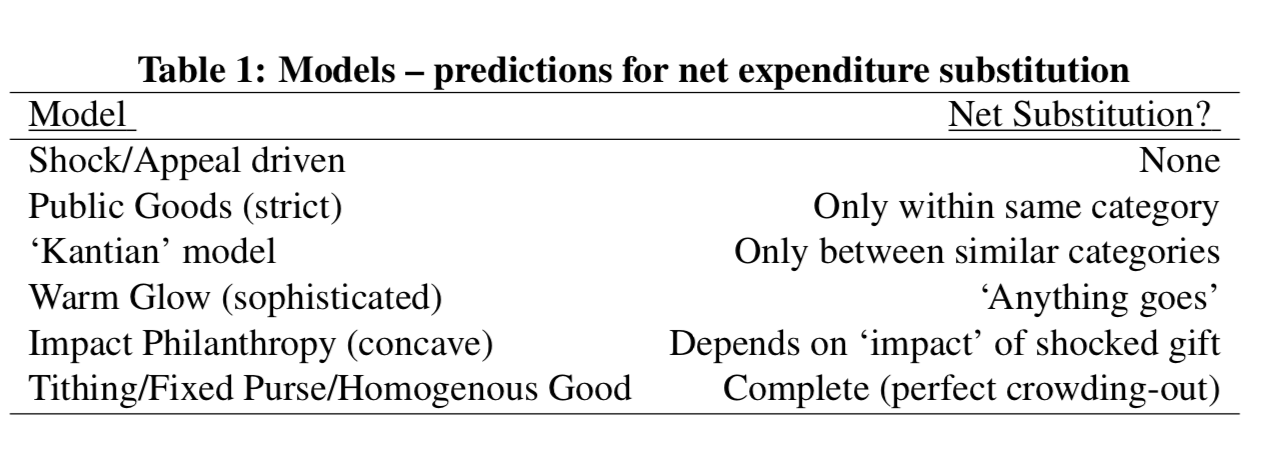 Table 1: Models – predictions for net expenditure substitution
Model Net Substitution?
Shock/Appeal driven None
Public Goods (strict) Only within same category
‘Kantian’ model Only between similar categories
Warm Glow (sophisticated) ‘Anything goes’
Impact Philanthropy (concave) Depends on ‘impact’ of shocked gift
Tithing/Fixed Purse/Homogenous Good Complete (perfect crowding-out)